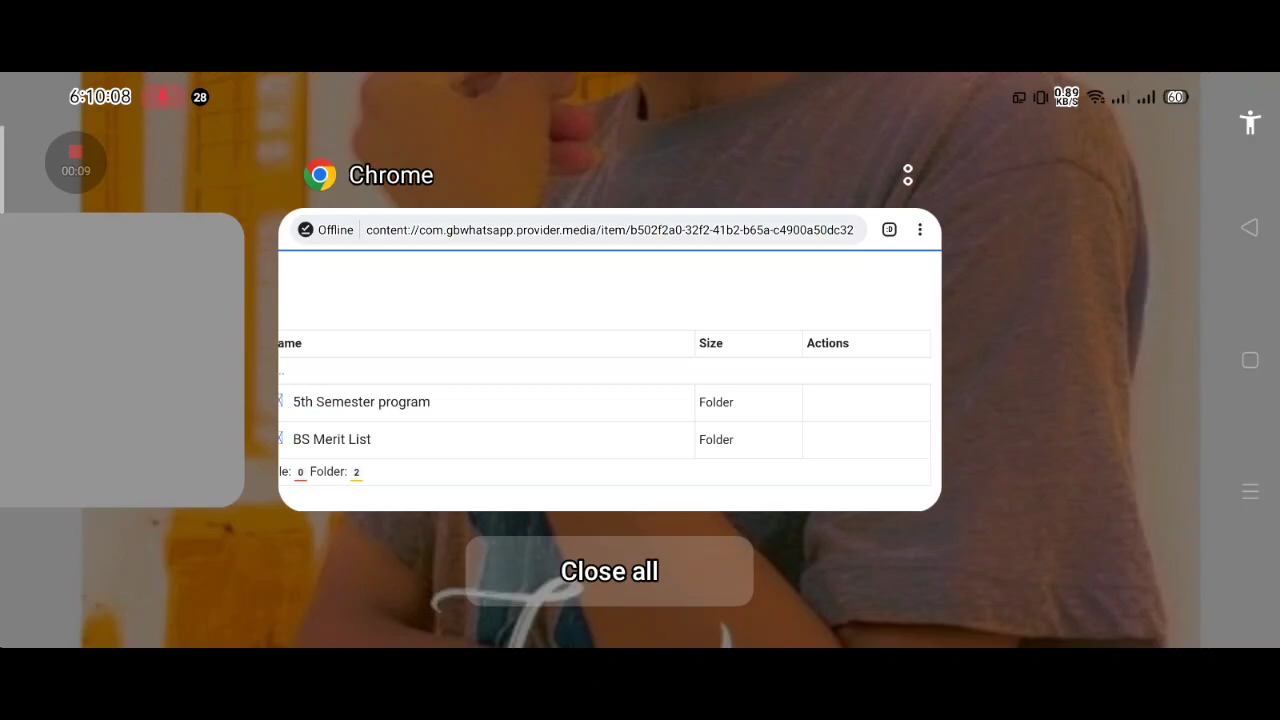 6:10:08 28 0.89 KB/S 60
00:09
Chrome
Offline content://com.gbwhatsapp.provider.media/item/b502f2a0-32f2-41b2-b65a-c4900a50dc32 :D
ame Size Actions
..
5th Semester program Folder
BS Merit List Folder
le: 0 Folder: 2
Close all